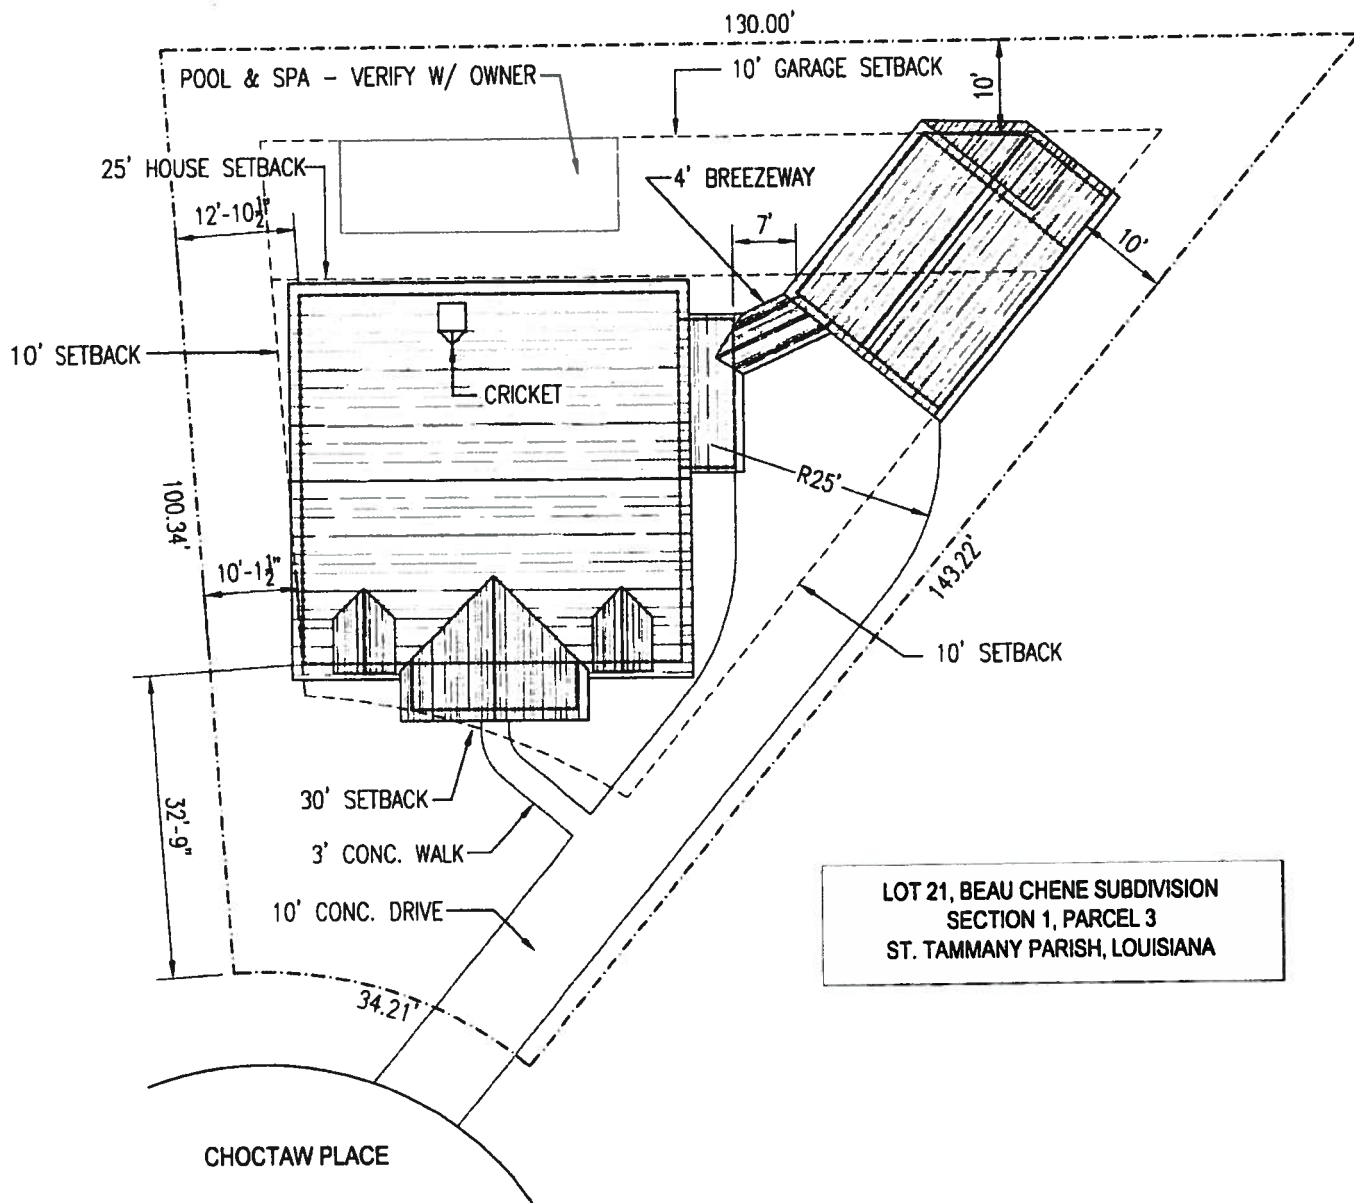 130.00'
POOL & SPA - VERIFY W/ OWNER
10' GARAGE SETBACK
10'
25' HOUSE SETBACK
4' BREEZEWAY
12'-10½"
7'
10'
10' SETBACK
CRICKET
R25'
100.34'
10'-1½"
143.22'
10' SETBACK
32'-9"
30' SETBACK
3' CONC. WALK
10' CONC. DRIVE
LOT 21, BEAU CHENE SUBDIVISION
SECTION 1, PARCEL 3
ST. TAMMANY PARISH, LOUISIANA
34.21'
CHOCTAW PLACE